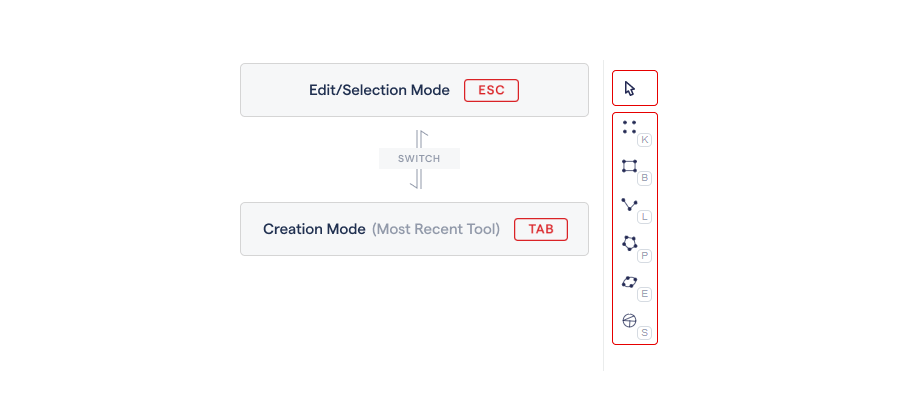 Edit/Selection Mode ESC
SWITCH
Creation Mode (Most Recent Tool) TAB
K
B
L
P
E
S